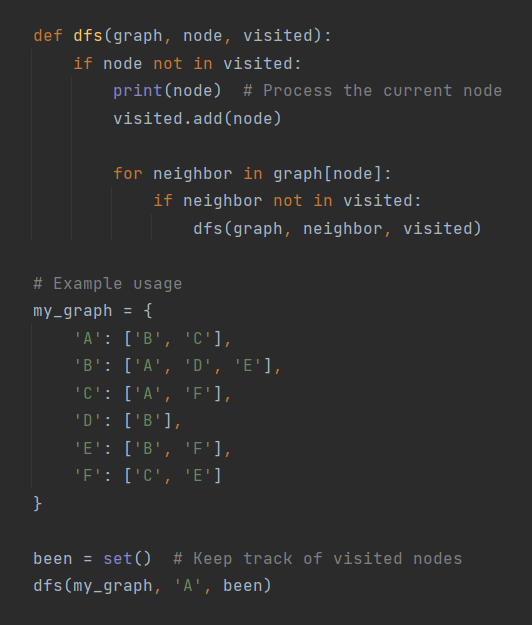 def dfs(graph, node, visited):
    if node not in visited:
        print(node)  # Process the current node
        visited.add(node)

        for neighbor in graph[node]:
            if neighbor not in visited:
                dfs(graph, neighbor, visited)

# Example usage
my_graph = {
    'A': ['B', 'C'],
    'B': ['A', 'D', 'E'],
    'C': ['A', 'F'],
    'D': ['B'],
    'E': ['B', 'F'],
    'F': ['C', 'E']
}

been = set()  # Keep track of visited nodes
dfs(my_graph, 'A', been)